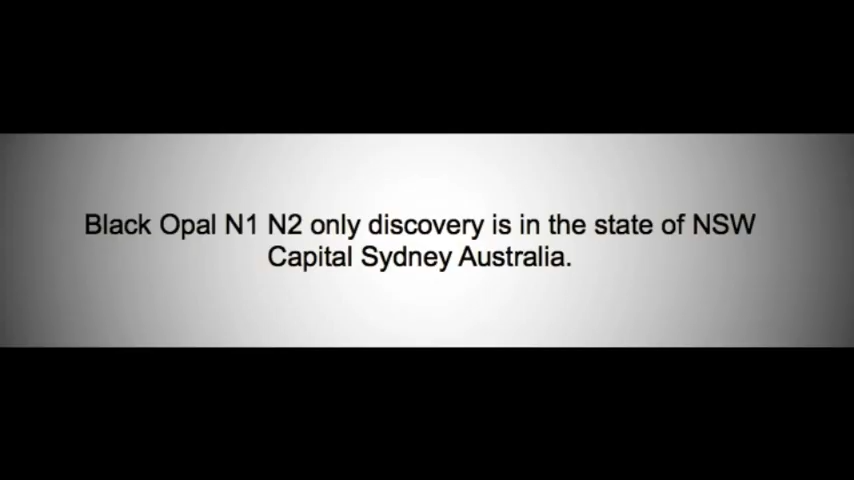 Black Opal N1 N2 only discovery is in the state of NSW
Capital Sydney Australia.